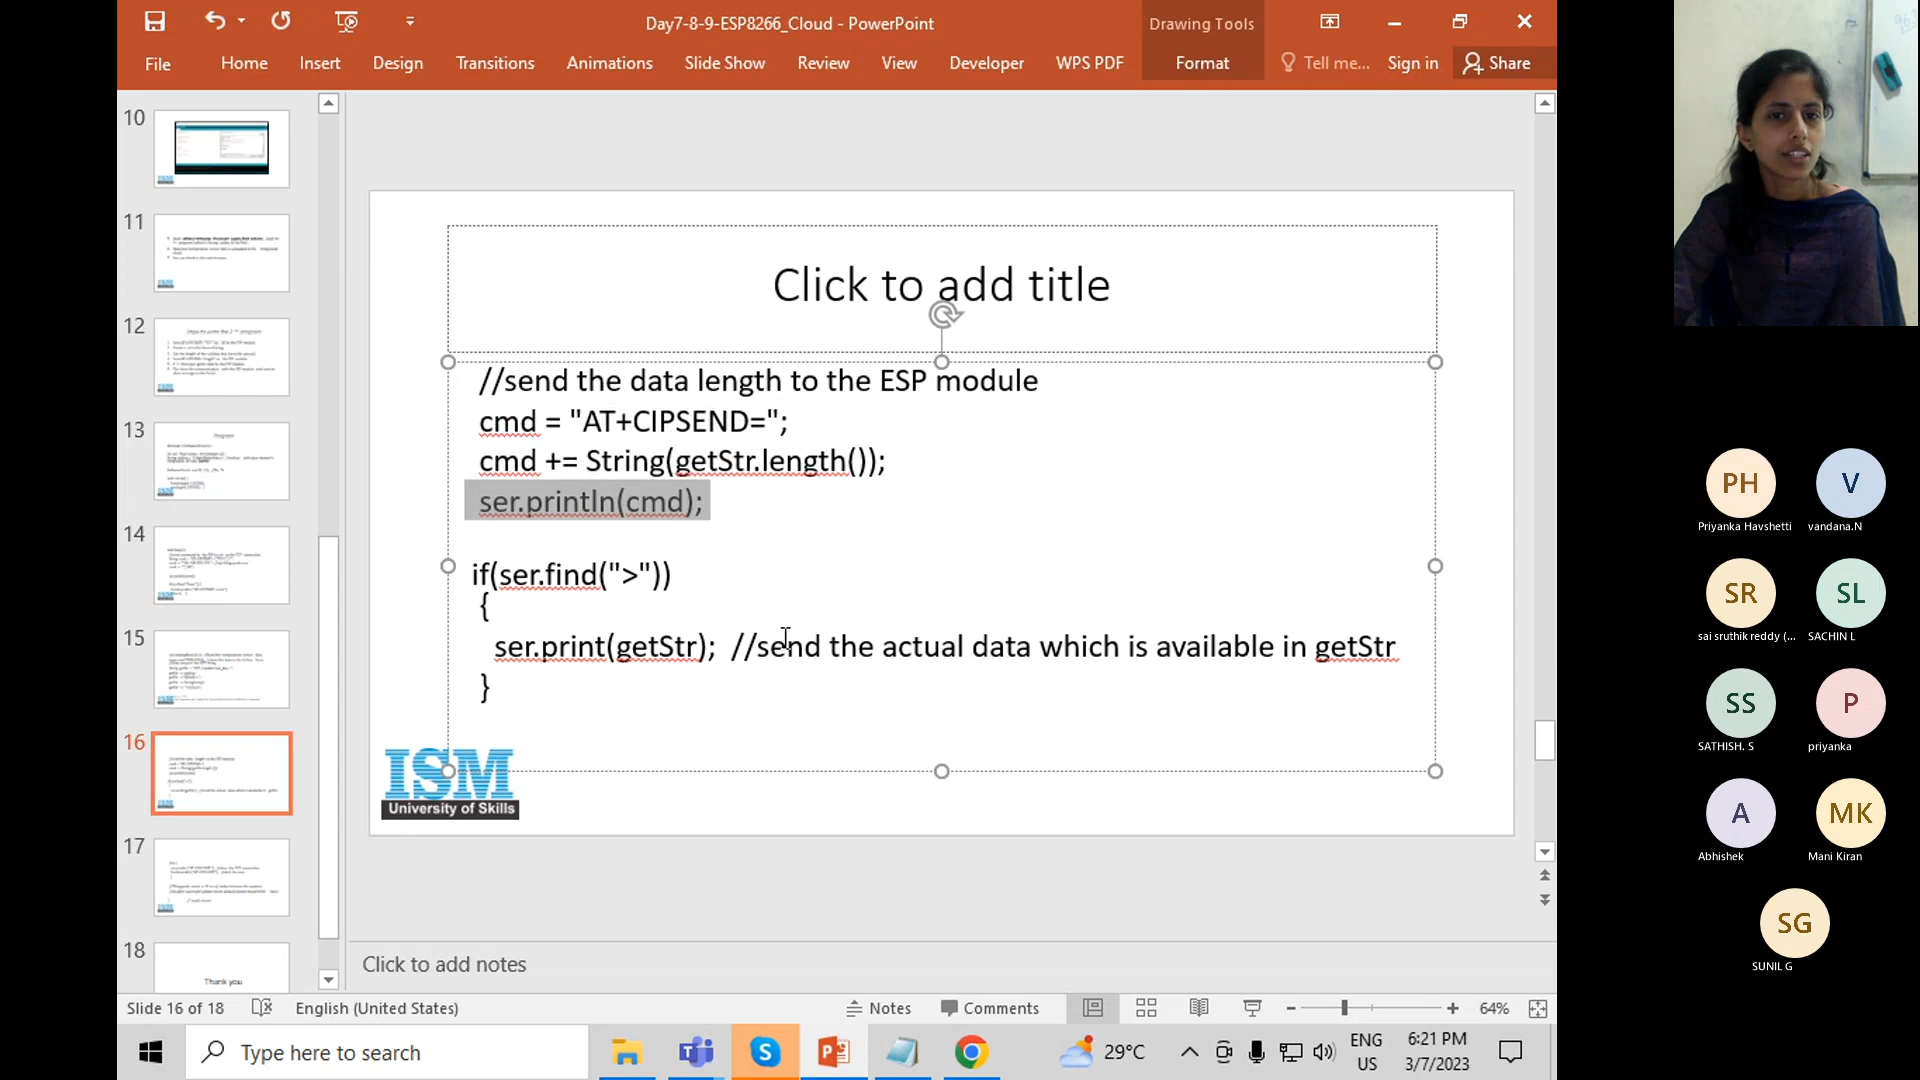 Day7-8-9-ESP8266_Cloud - PowerPoint
Drawing Tools
File Home Insert Design Transitions Animations Slide Show Review View Developer WPS PDF Format Tell me... Sign in Share
10
11
12
13
Program
14
15
16
17
18
Thank you
Click to add title
//send the data length to the ESP module
cmd = "AT+CIPSEND=";
cmd += String(getStr.length());
ser.println(cmd);
if(ser.find(">"))
{
ser.print(getStr); //send the actual data which is available in getStr
}
ISM
University of Skills
Click to add notes
Slide 16 of 18 English (United States) Notes Comments 64%
Type here to search
29°C
ENG
US
6:21 PM
3/7/2023
PH
Priyanka Havshetti
V
vandana.N
SR
sai sruthik reddy (...
SL
SACHIN L
SS
SATHISH. S
P
priyanka
A
Abhishek
MK
Mani Kiran
SG
SUNIL G